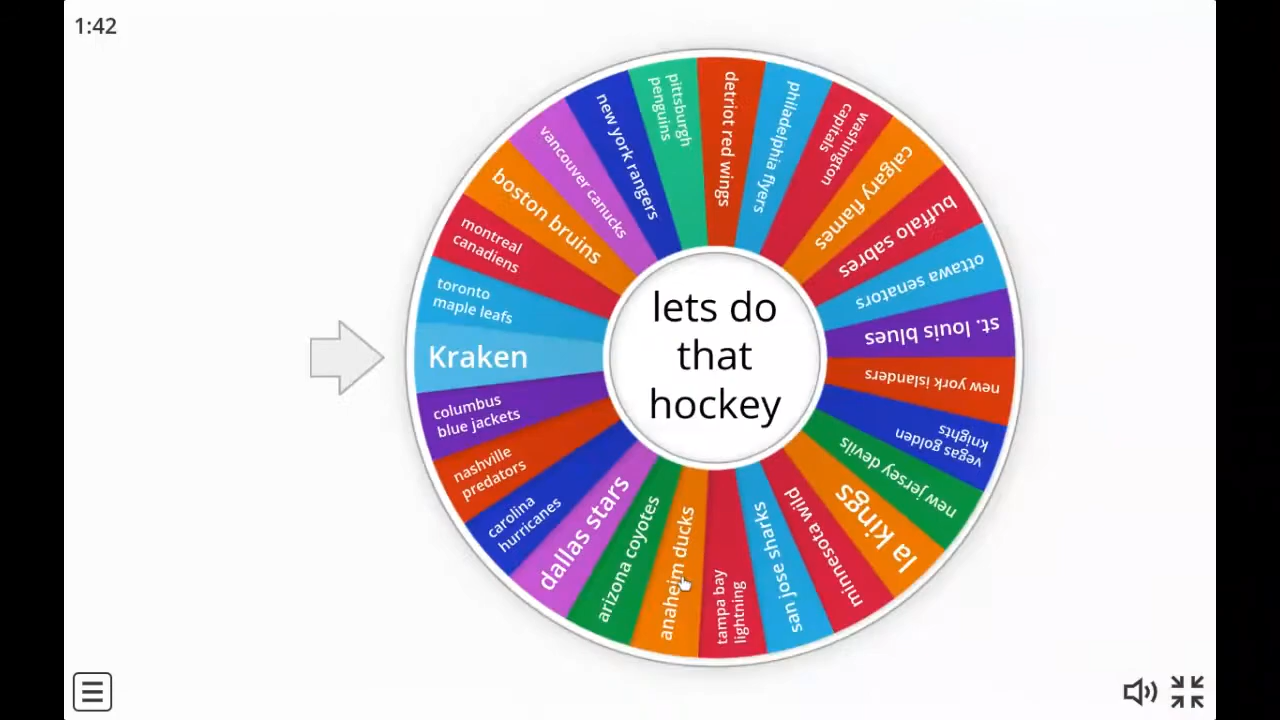 1:42
lets do
that
hockey
Kraken
toronto
maple leafs
montreal
canadiens
boston bruins
vancouver canucks
new york rangers
pittsburgh
penguins
detriot red wings
philadelphia flyers
washington
capitals
calgary flames
buffalo sabres
ottawa senators
st. louis blues
new york islanders
vegas golden
knights
new jersey devils
la kings
minnesota wild
san jose sharks
tampa bay
lightning
anaheim ducks
arizona coyotes
dallas stars
carolina
hurricanes
nashville
predators
columbus
blue jackets